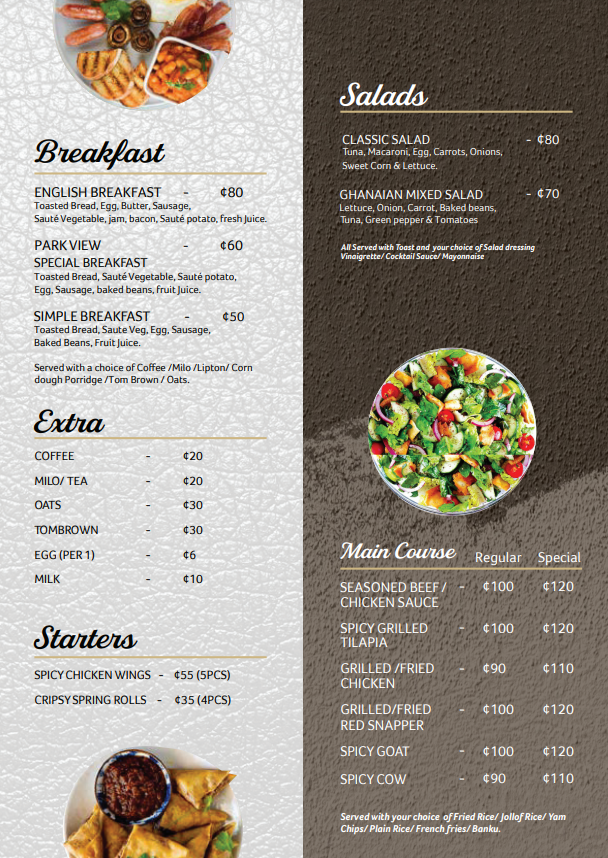 Breakfast
ENGLISH BREAKFAST - ¢80
Toasted Bread, Egg, Butter, Sausage,
Sauté Vegetable, jam, bacon, Sauté potato, fresh Juice.
PARK VIEW - ¢60
SPECIAL BREAKFAST
Toasted Bread, Sauté Vegetable, Sauté potato,
Egg, Sausage, baked beans, fruit Juice.
SIMPLE BREAKFAST - ¢50
Toasted Bread, Saute Veg, Egg, Sausage,
Baked Beans, Fruit Juice.
Served with a choice of Coffee /Milo /Lipton/ Corn
dough Porridge /Tom Brown / Oats.
Extra
COFFEE - ¢20
MILO/ TEA - ¢20
OATS - ¢30
TOMBROWN - ¢30
EGG (PER 1) - ¢6
MILK - ¢10
Starters
SPICY CHICKEN WINGS - ¢55 (5PCS)
CRIPSY SPRING ROLLS - ¢35 (4PCS)
Salads
CLASSIC SALAD - ¢80
Tuna, Macaroni, Egg, Carrots, Onions,
Sweet Corn & Lettuce.
GHANAIAN MIXED SALAD - ¢70
Lettuce, Onion, Carrot, Baked beans,
Tuna, Green pepper & Tomatoes
All Served with Toast and your choice of Salad dressing
Vinaigrette/ Cocktail Sauce/ Mayonnaise
Main Course Regular Special
SEASONED BEEF / - ¢100 ¢120
CHICKEN SAUCE
SPICY GRILLED - ¢100 ¢120
TILAPIA
GRILLED /FRIED - ¢90 ¢110
CHICKEN
GRILLED/FRIED - ¢100 ¢120
RED SNAPPER
SPICY GOAT - ¢100 ¢120
SPICY COW - ¢90 ¢110
Served with your choice of Fried Rice/ Jollof Rice/ Yam
Chips/ Plain Rice/ French fries/ Banku.